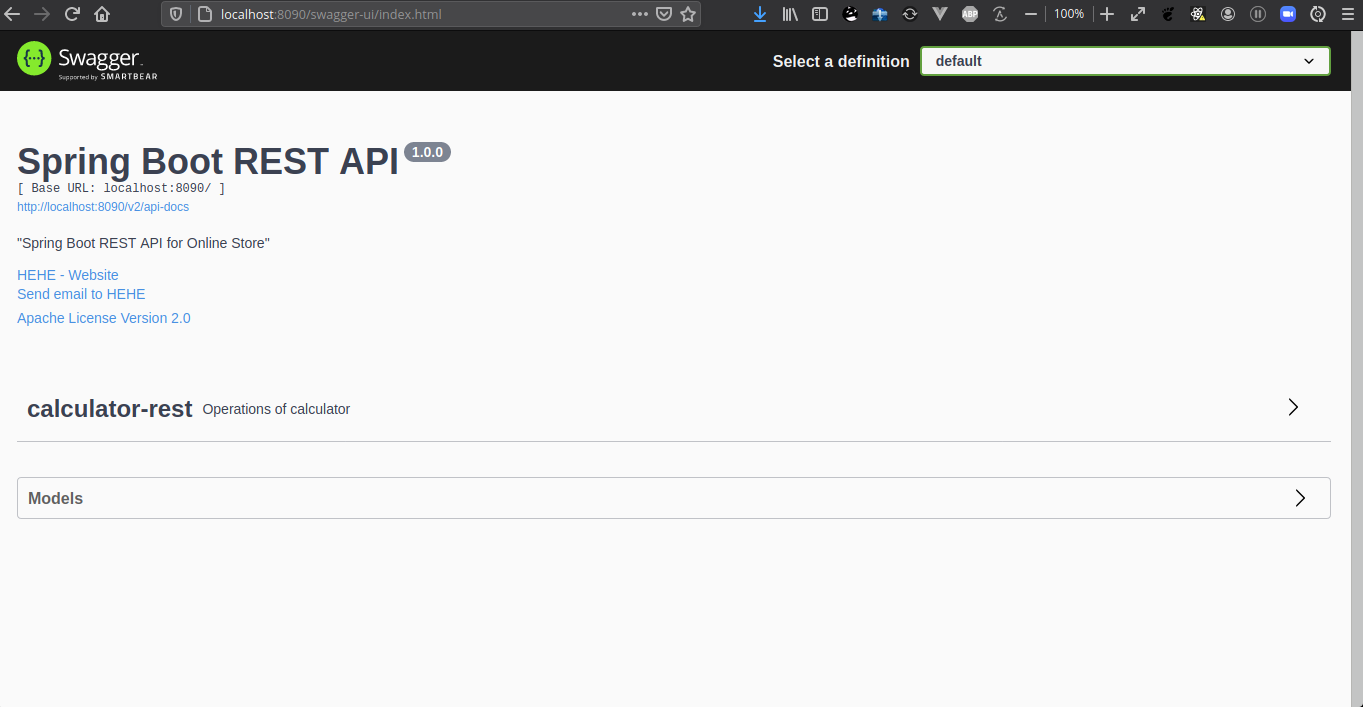 localhost:8090/swagger-ui/index.html
ABP
100%
Swagger
Supported by SMARTBEAR
Select a definition
default
Spring Boot REST API 1.0.0
[ Base URL: localhost:8090/ ]
http://localhost:8090/v2/api-docs
"Spring Boot REST API for Online Store"
HEHE - Website
Send email to HEHE
Apache License Version 2.0
calculator-rest Operations of calculator
Models